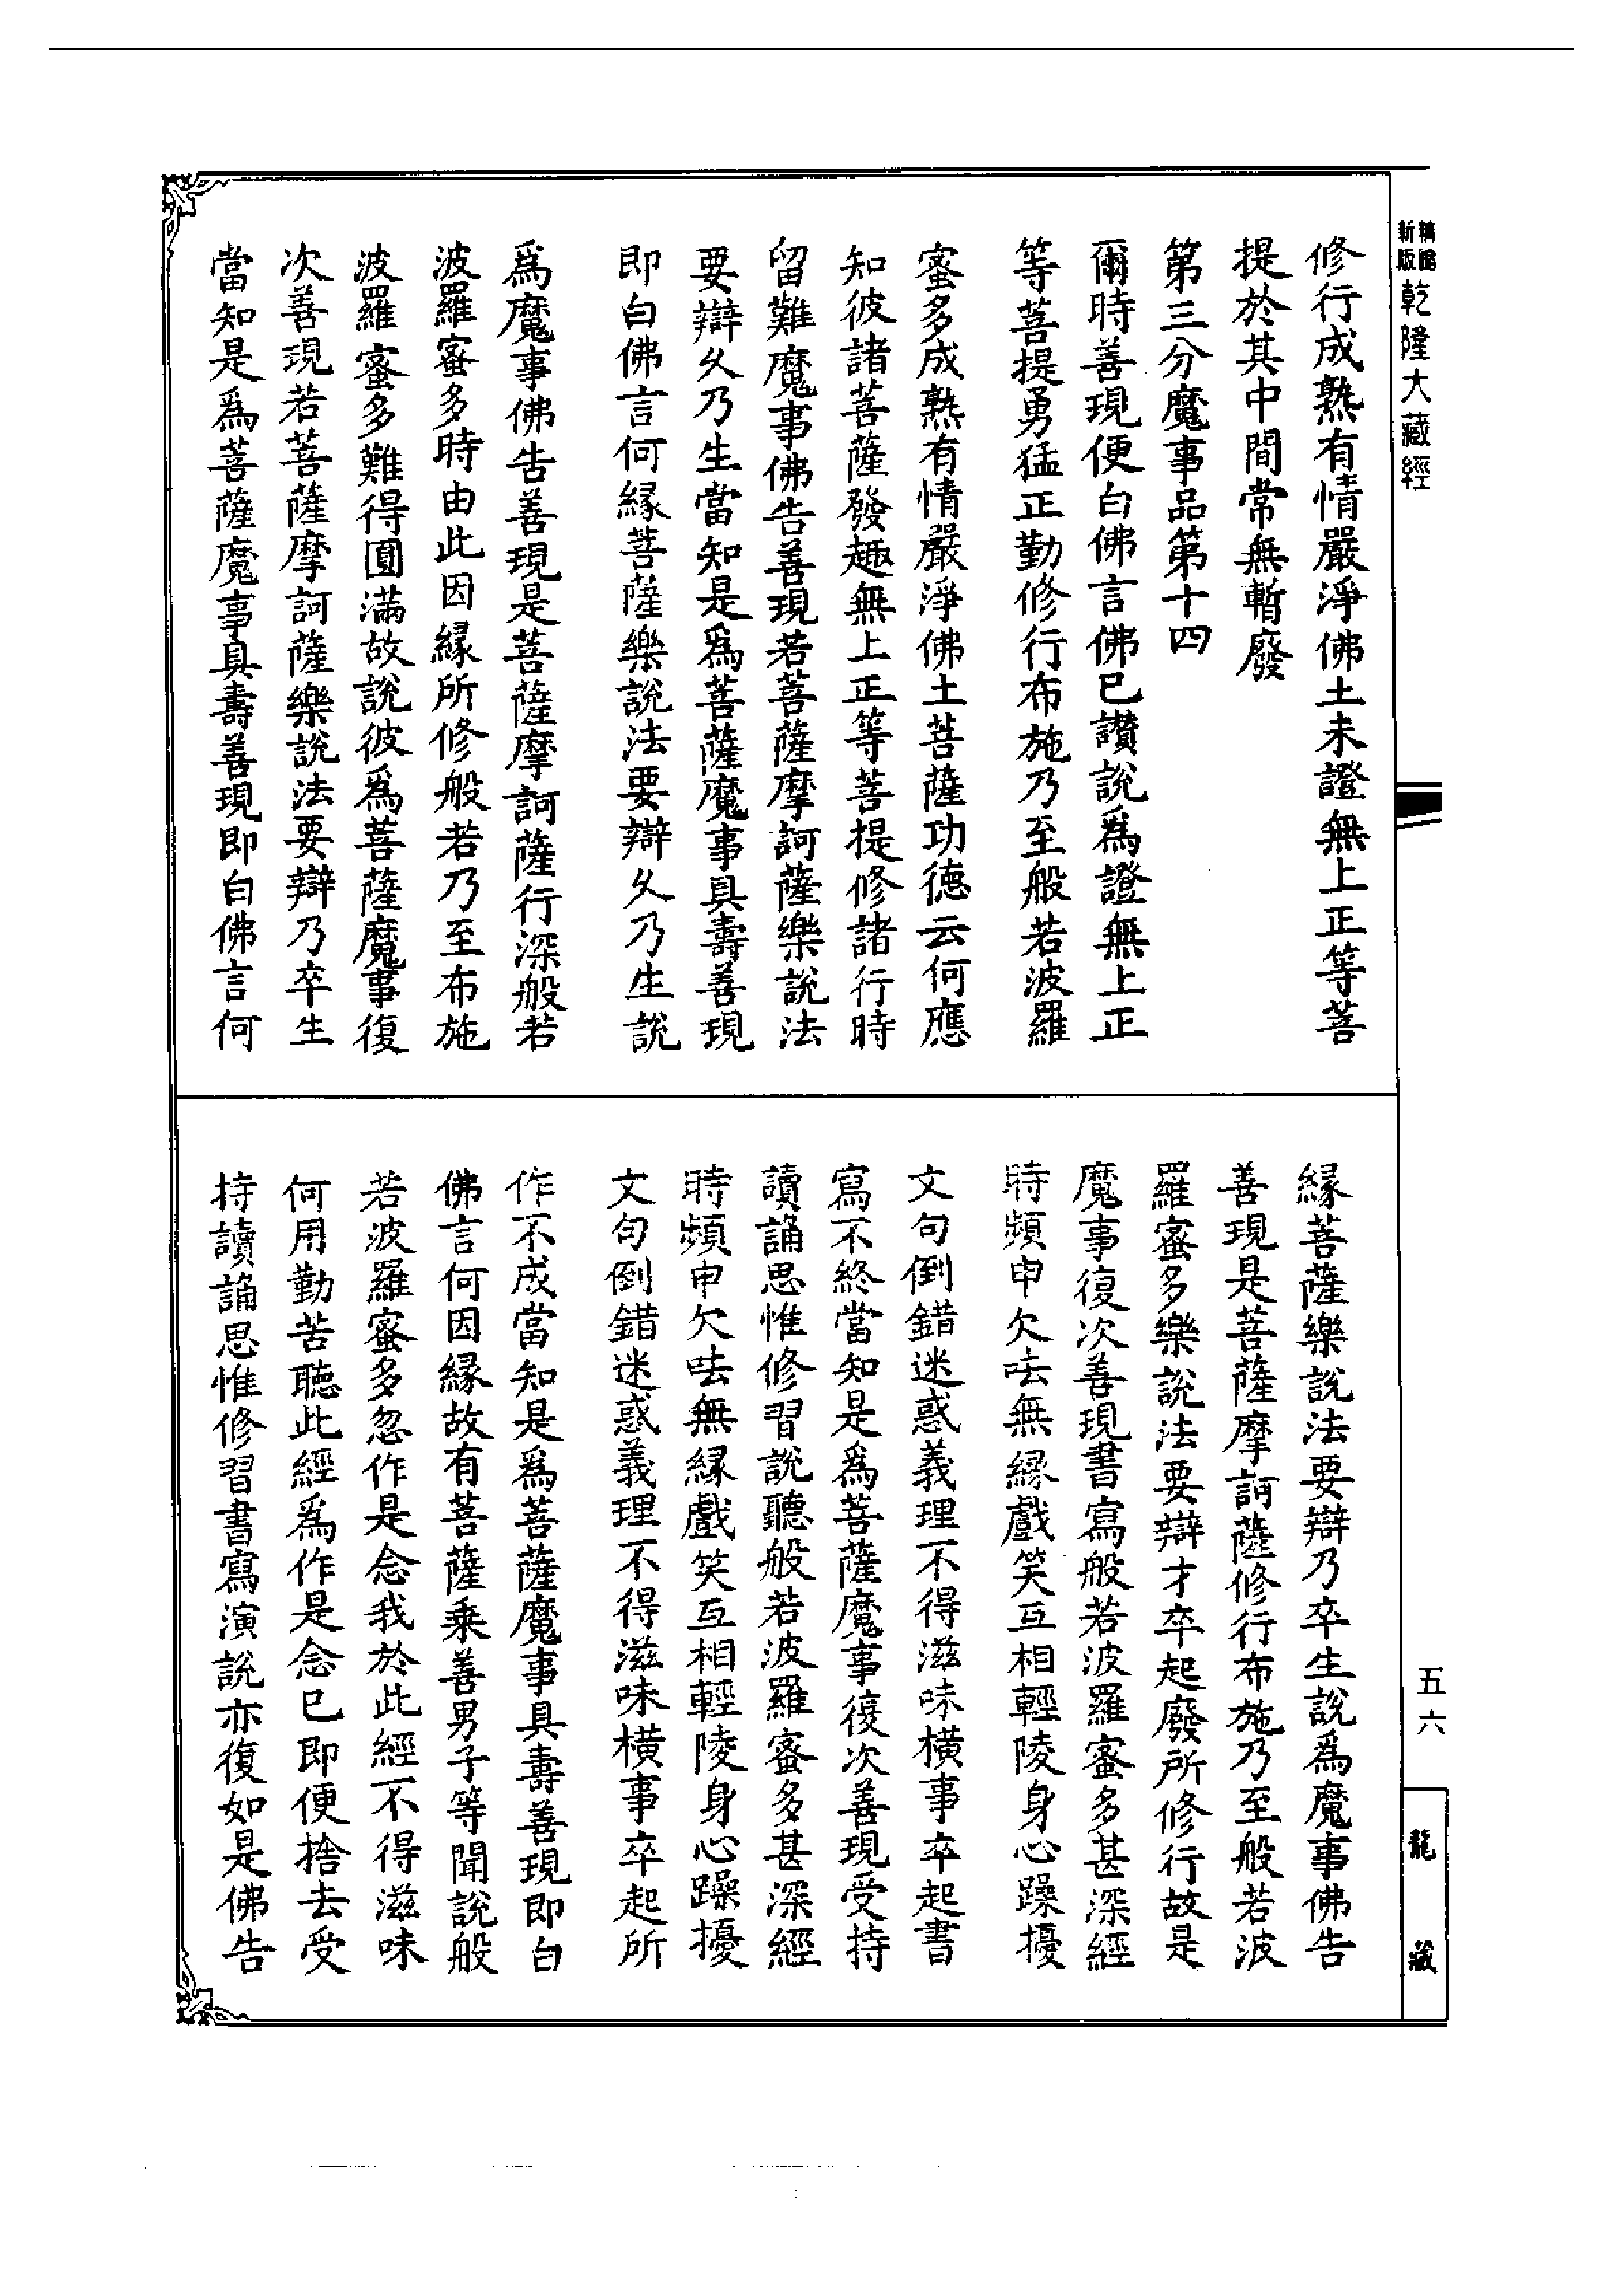 新版
乾隆大藏經
修行成熟有情嚴淨佛土未證無上正等菩
提於其中間常無暫廢
第三分魔事品第十四
爾時善現便白佛言佛已讚說爲證無上正
等菩提勇猛正勤修行布施乃至般若波羅
蜜多成熟有情嚴淨佛土菩薩功德云何應
知彼諸菩薩發趣無上正等菩提修諸行時
留難魔事佛告善現若菩薩摩訶薩樂說法
要辯久乃生當知是爲菩薩魔事具壽善現
即白佛言何緣菩薩樂說法要辯久乃生說
爲魔事佛告善現是菩薩摩訶薩行深般若
波羅蜜多時由此因緣所修般若乃至布施
波羅蜜多難得圓滿故說彼爲菩薩魔事復
次善現若菩薩摩訶薩樂說法要辯乃卒生
當知是爲菩薩魔事具壽善現即白佛言何
緣菩薩樂說法要辯乃卒生說爲魔事佛告
善現是菩薩摩訶薩修行布施乃至般若波
羅蜜多樂說法要辯才卒起廢所修行故是
魔事復次善現書寫般若波羅蜜多甚深經
時頻申欠呿無緣戲笑互相輕陵身心躁擾
文句倒錯迷惑義理不得滋味橫事卒起書
寫不終當知是爲菩薩魔事復次善現受持
讀誦思惟修習說聽般若波羅蜜多甚深經
時頻申欠呿無緣戲笑互相輕陵身心躁擾
文句倒錯迷惑義理不得滋味橫事卒起所
作不成當知是爲菩薩魔事具壽善現即白
佛言何因緣故有菩薩乘善男子等聞說般
若波羅蜜多忽作是念我於此經不得滋味
何用勤苦聽此經爲作是念已即便捨去受
持讀誦思惟修習書寫演說亦復如是佛告
五六
龍藏